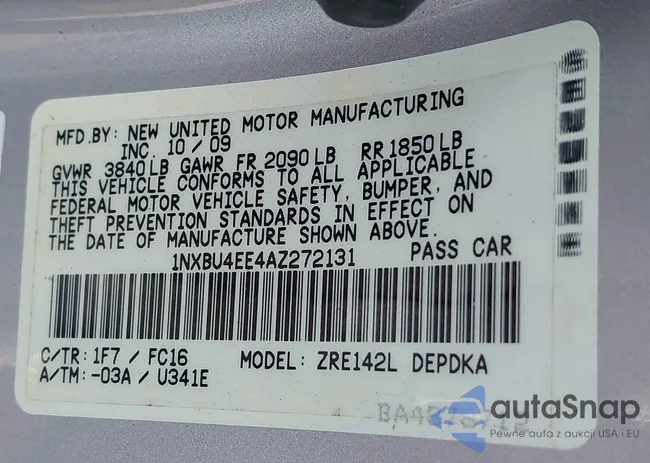 MFD.BY: NEW UNITED MOTOR MANUFACTURING
INC. 10 / 09
GVWR 3840LB GAWR FR 2090LB RR 1850LB
THIS VEHICLE CONFORMS TO ALL APPLICABLE
FEDERAL MOTOR VEHICLE SAFETY, BUMPER, AND
THEFT PREVENTION STANDARDS IN EFFECT ON
THE DATE OF MANUFACTURE SHOWN ABOVE.
1NXBU4EE4AZ272131 PASS CAR
C/TR: 1F7 / FC16 MODEL: ZRE142L DEPDKA
A/TM: -03A / U341E
autaSnap
Pewne auta z aukcji USA i EU